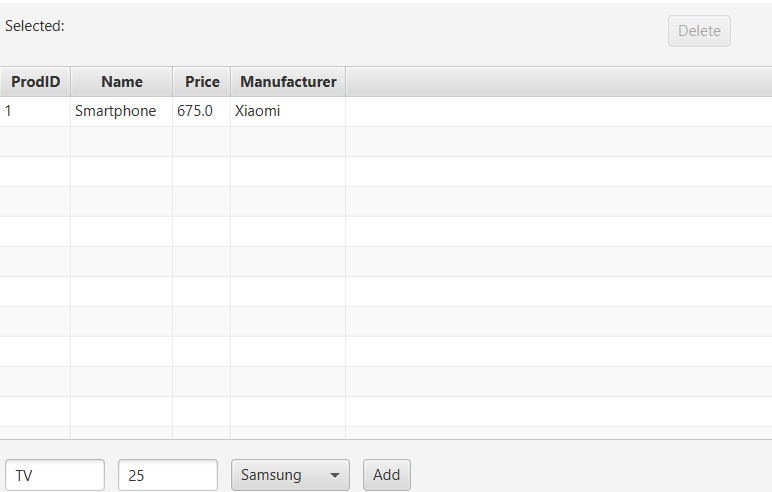 Selected: Delete
ProdID Name Price Manufacturer
1 Smartphone 675.0 Xiaomi
TV 25 Samsung Add